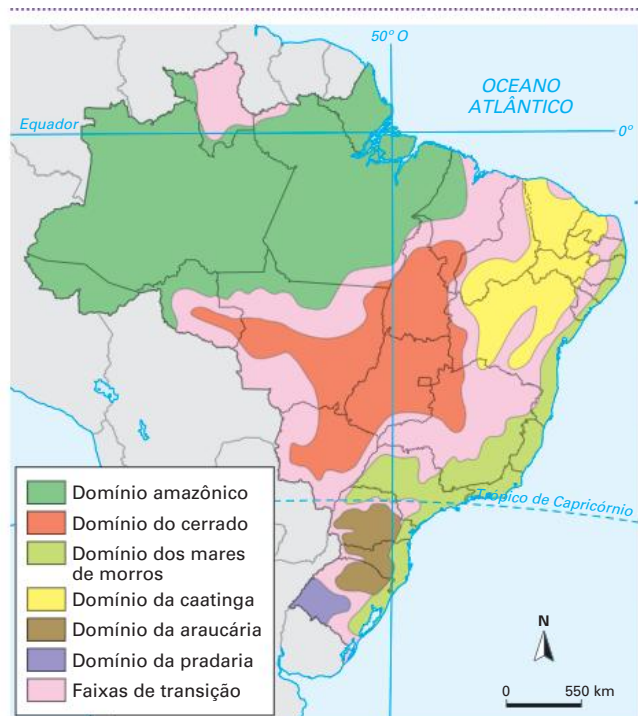 50º O
OCEANO
ATLÂNTICO
Equador
0º
Trópico de Capricórnio
Domínio amazônico
Domínio do cerrado
Domínio dos mares
de morros
Domínio da caatinga
Domínio da araucária
Domínio da pradaria
Faixas de transição
N
0 550 km